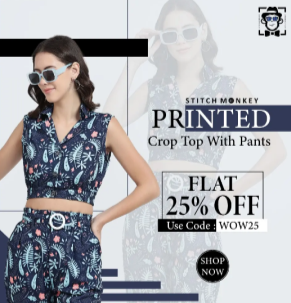 STITCH MONKEY
PRINTED
Crop Top With Pants
FLAT
25% OFF
Use Code : WOW25
SHOP
NOW